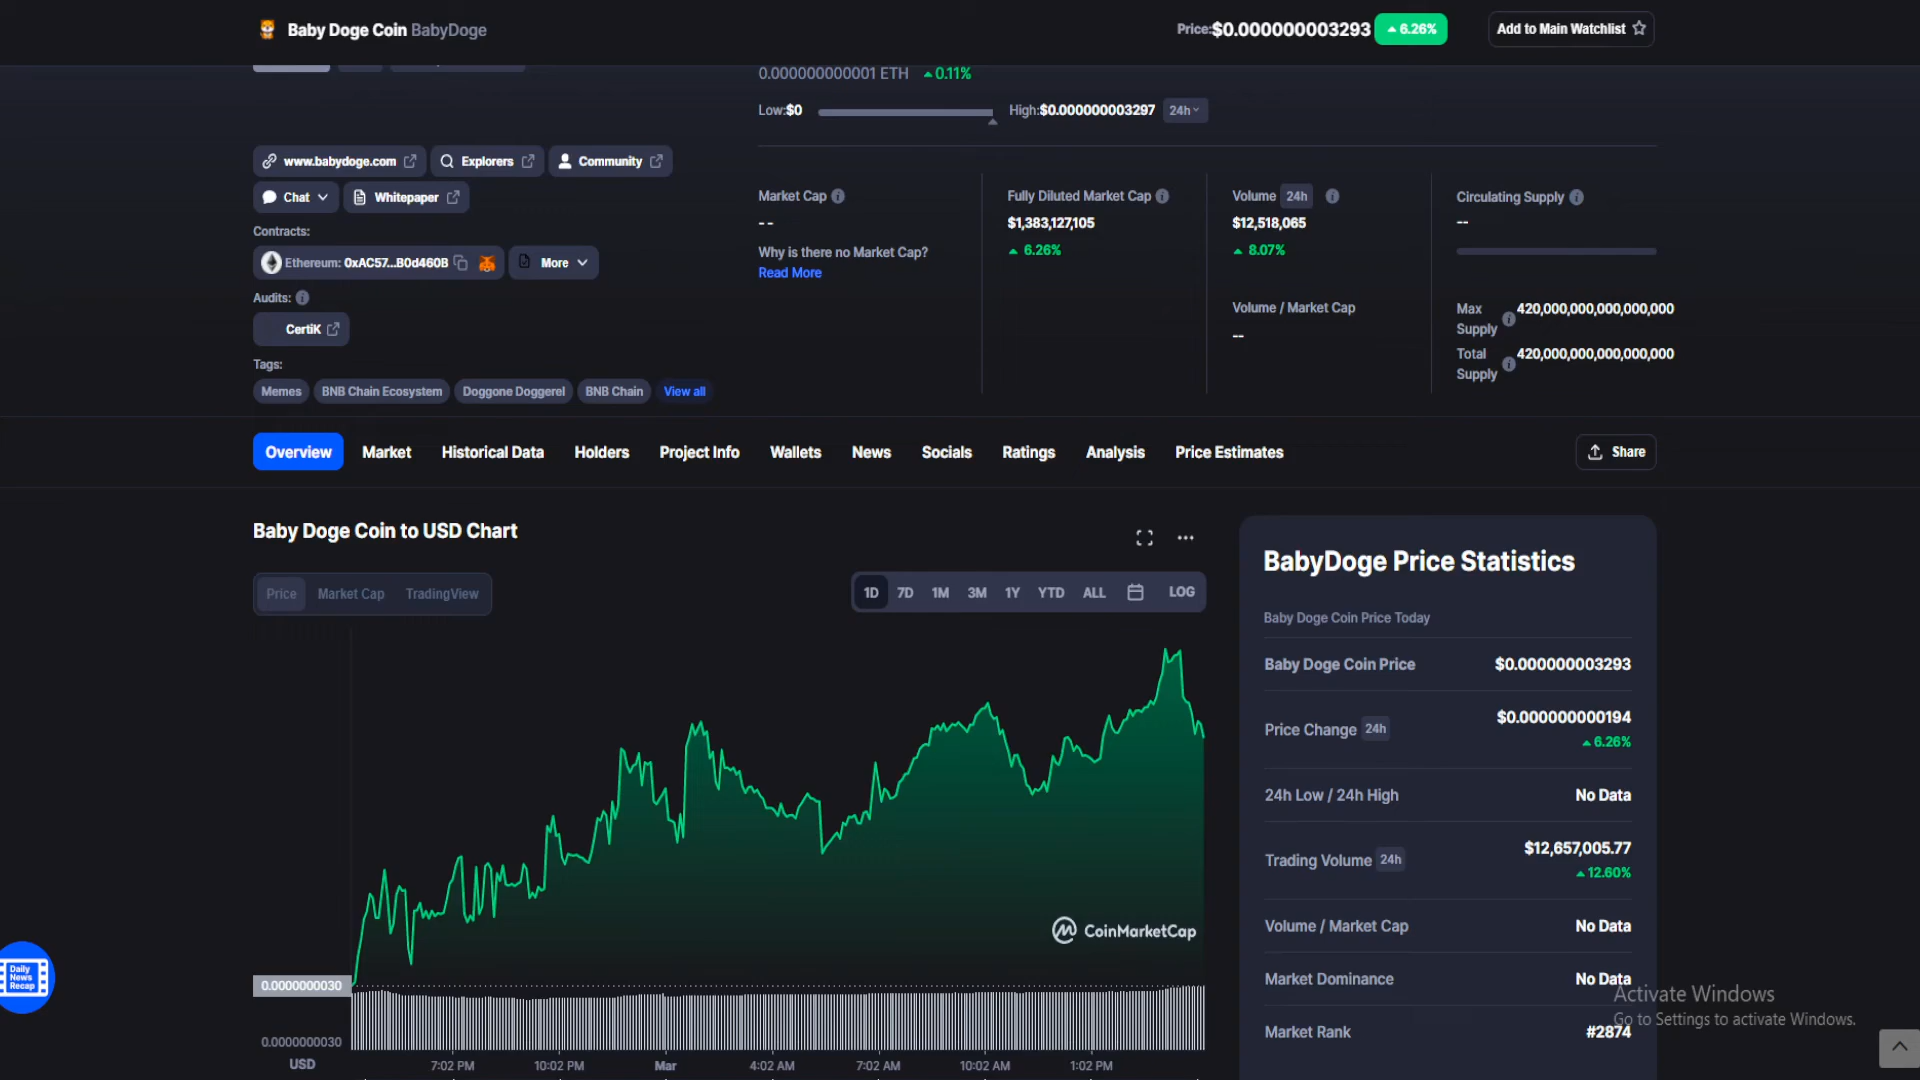 Baby Doge Coin BabyDoge
Price:$0.000000003293 6.26%
Add to Main Watchlist
0.000000000001 ETH 0.11%
Low:$0 High:$0.000000003297 24h
www.babydoge.com Explorers Community
Chat Whitepaper
Contracts:
Ethereum: 0xAC57...B0d460B More
Audits:
CertiK
Tags:
Memes BNB Chain Ecosystem Doggone Doggerel BNB Chain View all
Market Cap
- -
Why is there no Market Cap?
Read More
Fully Diluted Market Cap
$1,383,127,105
6.26%
Volume 24h
$12,518,065
8.07%
Volume / Market Cap
--
Circulating Supply
--
Max Supply 420,000,000,000,000,000
Total Supply 420,000,000,000,000,000
Overview Market Historical Data Holders Project Info Wallets News Socials Ratings Analysis Price Estimates Share
Baby Doge Coin to USD Chart
Price Market Cap TradingView
1D 7D 1M 3M 1Y YTD ALL LOG
CoinMarketCap
0.0000000030
0.0000000030
USD 7:02 PM 10:02 PM Mar 4:02 AM 7:02 AM 10:02 AM 1:02 PM
BabyDoge Price Statistics
Baby Doge Coin Price Today
Baby Doge Coin Price $0.000000003293
Price Change 24h $0.000000000194
6.26%
24h Low / 24h High No Data
Trading Volume 24h $12,657,005.77
12.60%
Volume / Market Cap No Data
Market Dominance No Data
Market Rank #2874
Daily
News
Recap
Activate Windows
Go to Settings to activate Windows.